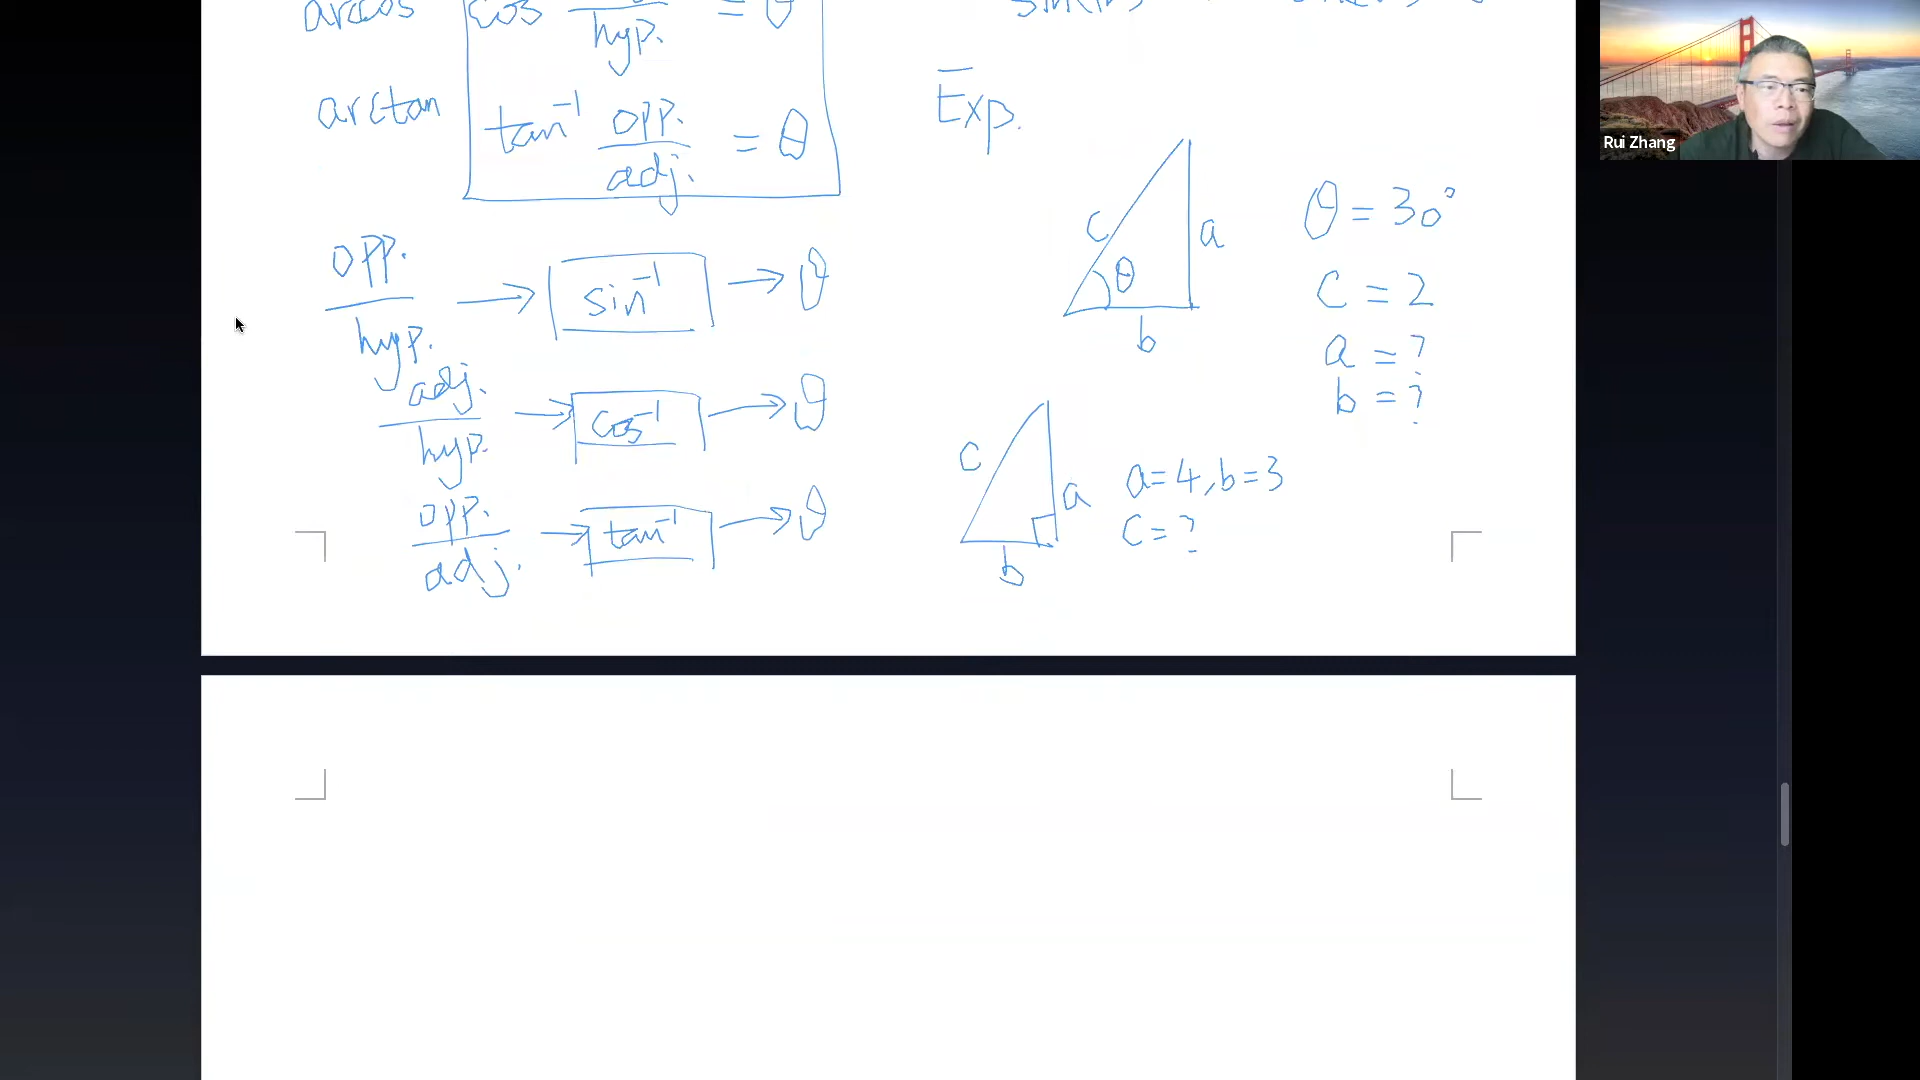 arccos cos hyp. = θ
arctan tan⁻¹ opp. / adj. = θ
opp. / hyp. → sin⁻¹ → θ
adj. / hyp. → cos⁻¹ → θ
opp. / adj. → tan⁻¹ → θ
Exp.
c a θ b
θ = 30°
c = 2
a = ?
b = ?
c a b
a = 4, b = 3
c = ?
Rui Zhang